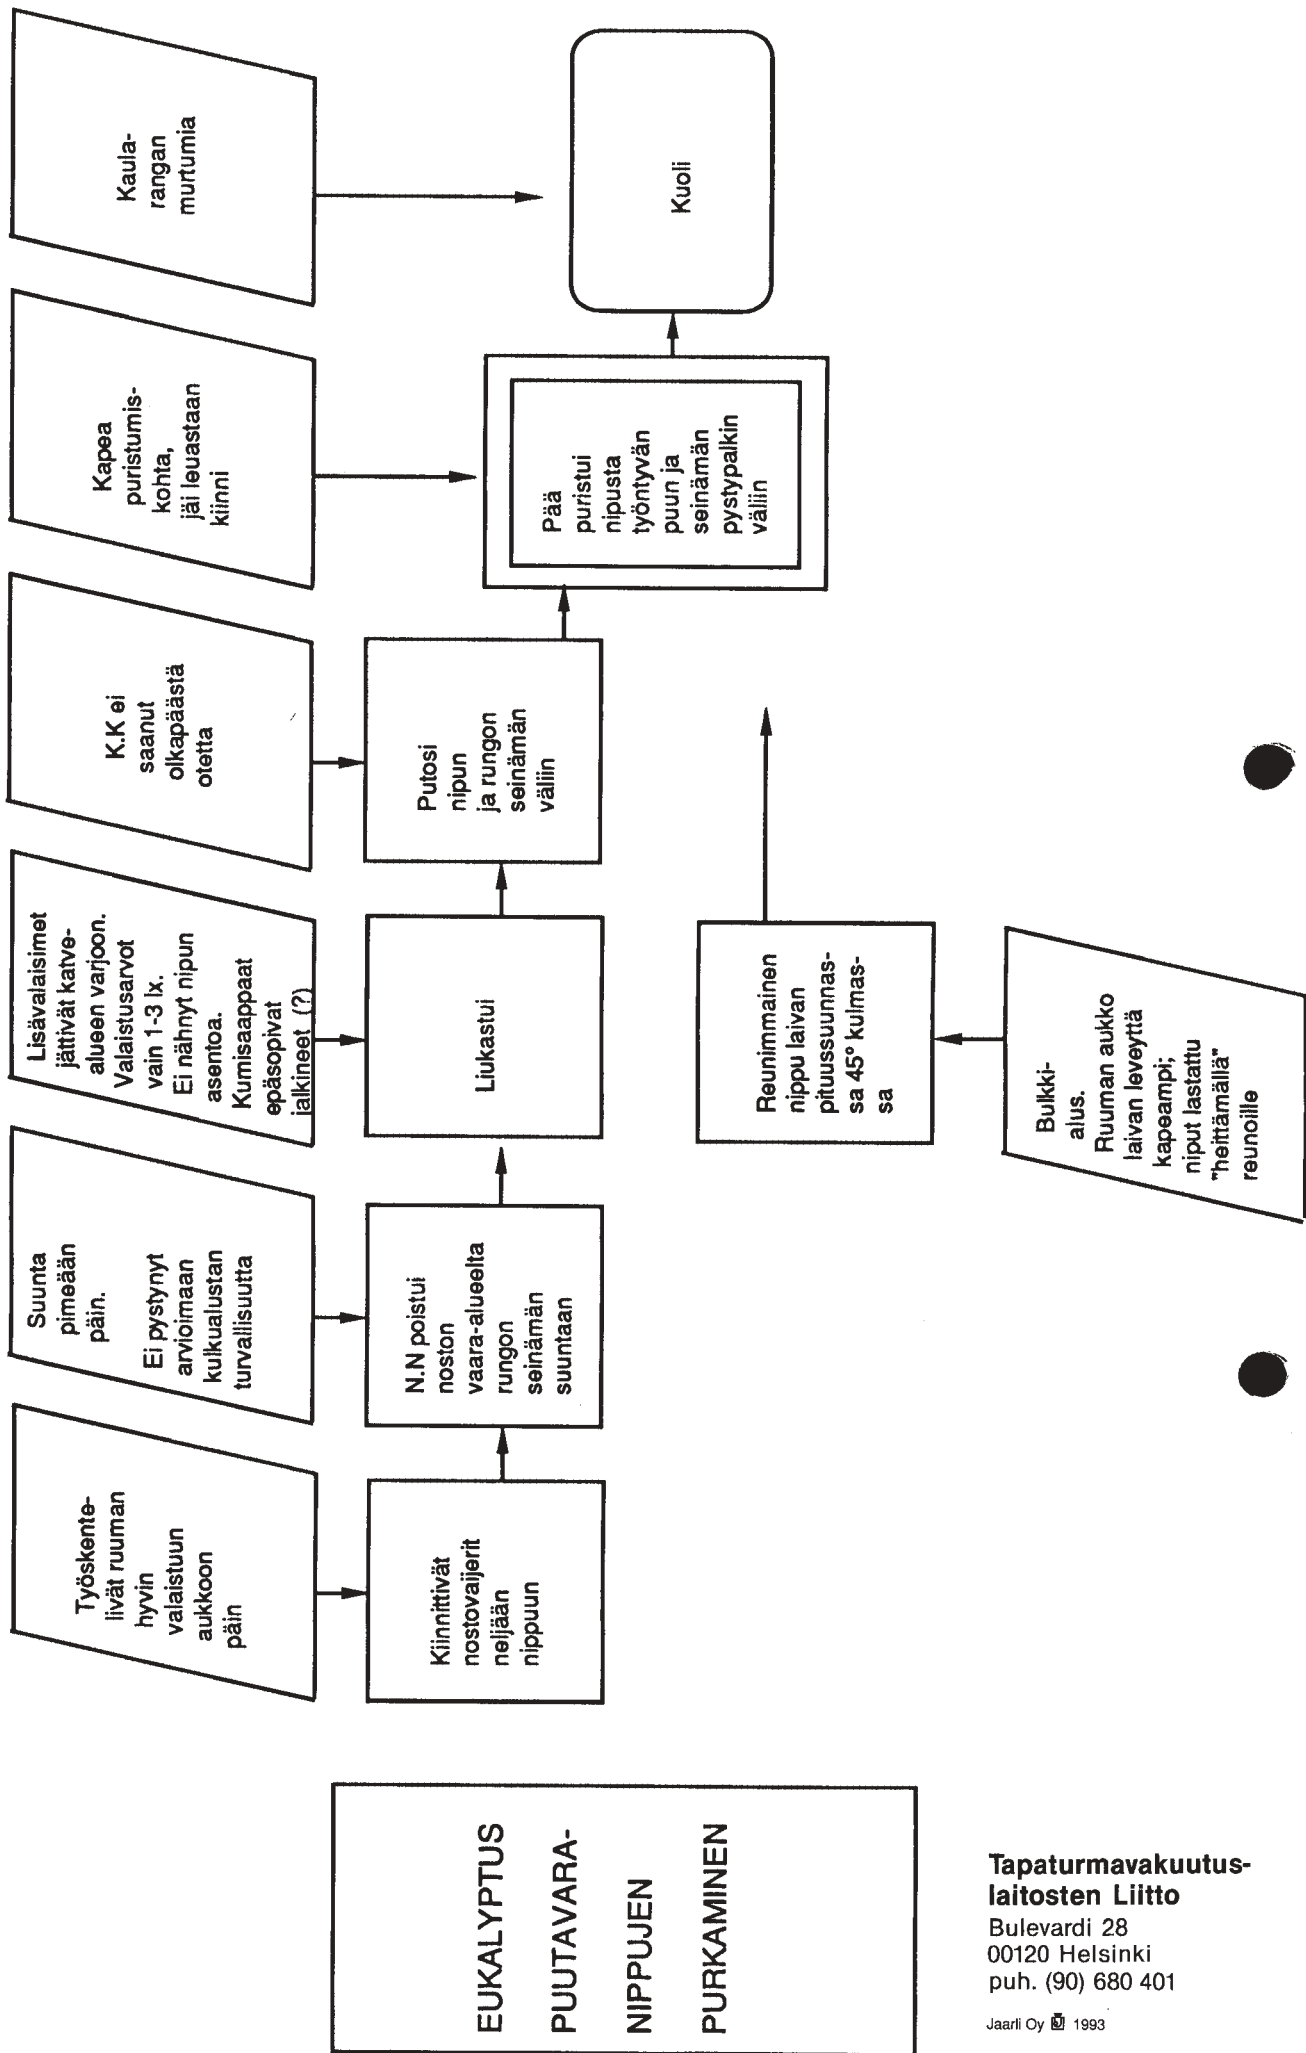 EUKALYPTUS
PUUTAVARA-
NIPPUJEN
PURKAMINEN
Työskente-
livät ruuman
hyvin
valaistuun
aukkoon
päin
Suunta
pimeään
päin.
Ei pystynyt
arvioimaan
kulkualustan
turvallisuutta
Lisävalaisimet
jättivät katve-
alueen varjoon.
Valaistusarvot
vain 1-3 lx.
Ei nähnyt nipun
asentoa.
Kumisaappaat
epäsopivat
jalkineet (?)
K.K ei
saanut
olkapäästä
otetta
Kapea
puristumis-
kohta,
jäi leuastaan
kiinni
Kaula-
rangan
murtumia
Kiinnittivät
nostovaijerit
neljään
nippuun
N.N poistui
noston
vaara-alueelta
rungon
seinämän
suuntaan
Liukastui
Putosi
nipun
ja rungon
seinämän
väliin
Pää
puristui
nipusta
työntyvän
puun ja
seinämän
pystypalkin
väliin
Kuoli
Reunimmainen
nippu laivan
pituussuunnas-
sa 45° kulmas-
sa
Bulkki-
alus.
Ruuman aukko
laivan leveyttä
kapeampi;
niput lastattu
"heittämällä"
reunoille
Tapaturmavakuutus-
laitosten Liitto
Bulevardi 28
00120 Helsinki
puh. (90) 680 401
Jaarli Oy 1993